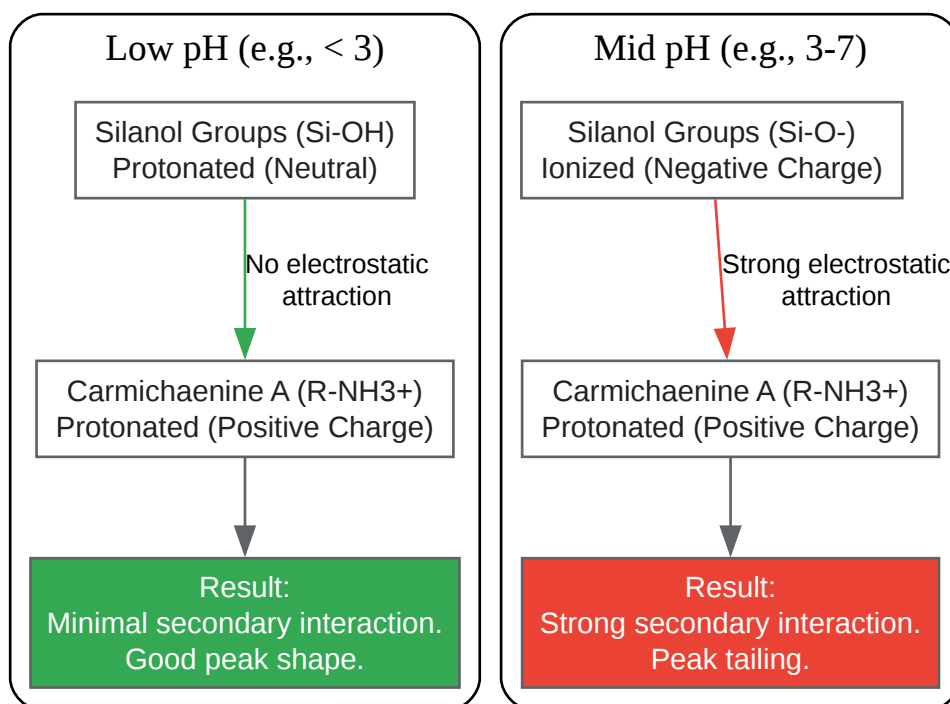 Low pH (e.g., < 3)
Silanol Groups (Si-OH)
Protonated (Neutral)
No electrostatic
attraction
Carmichaenine A (R-NH3+)
Protonated (Positive Charge)
Result:
Minimal secondary interaction.
Good peak shape.
Mid pH (e.g., 3-7)
Silanol Groups (Si-O-)
Ionized (Negative Charge)
Strong electrostatic
attraction
Carmichaenine A (R-NH3+)
Protonated (Positive Charge)
Result:
Strong secondary interaction.
Peak tailing.